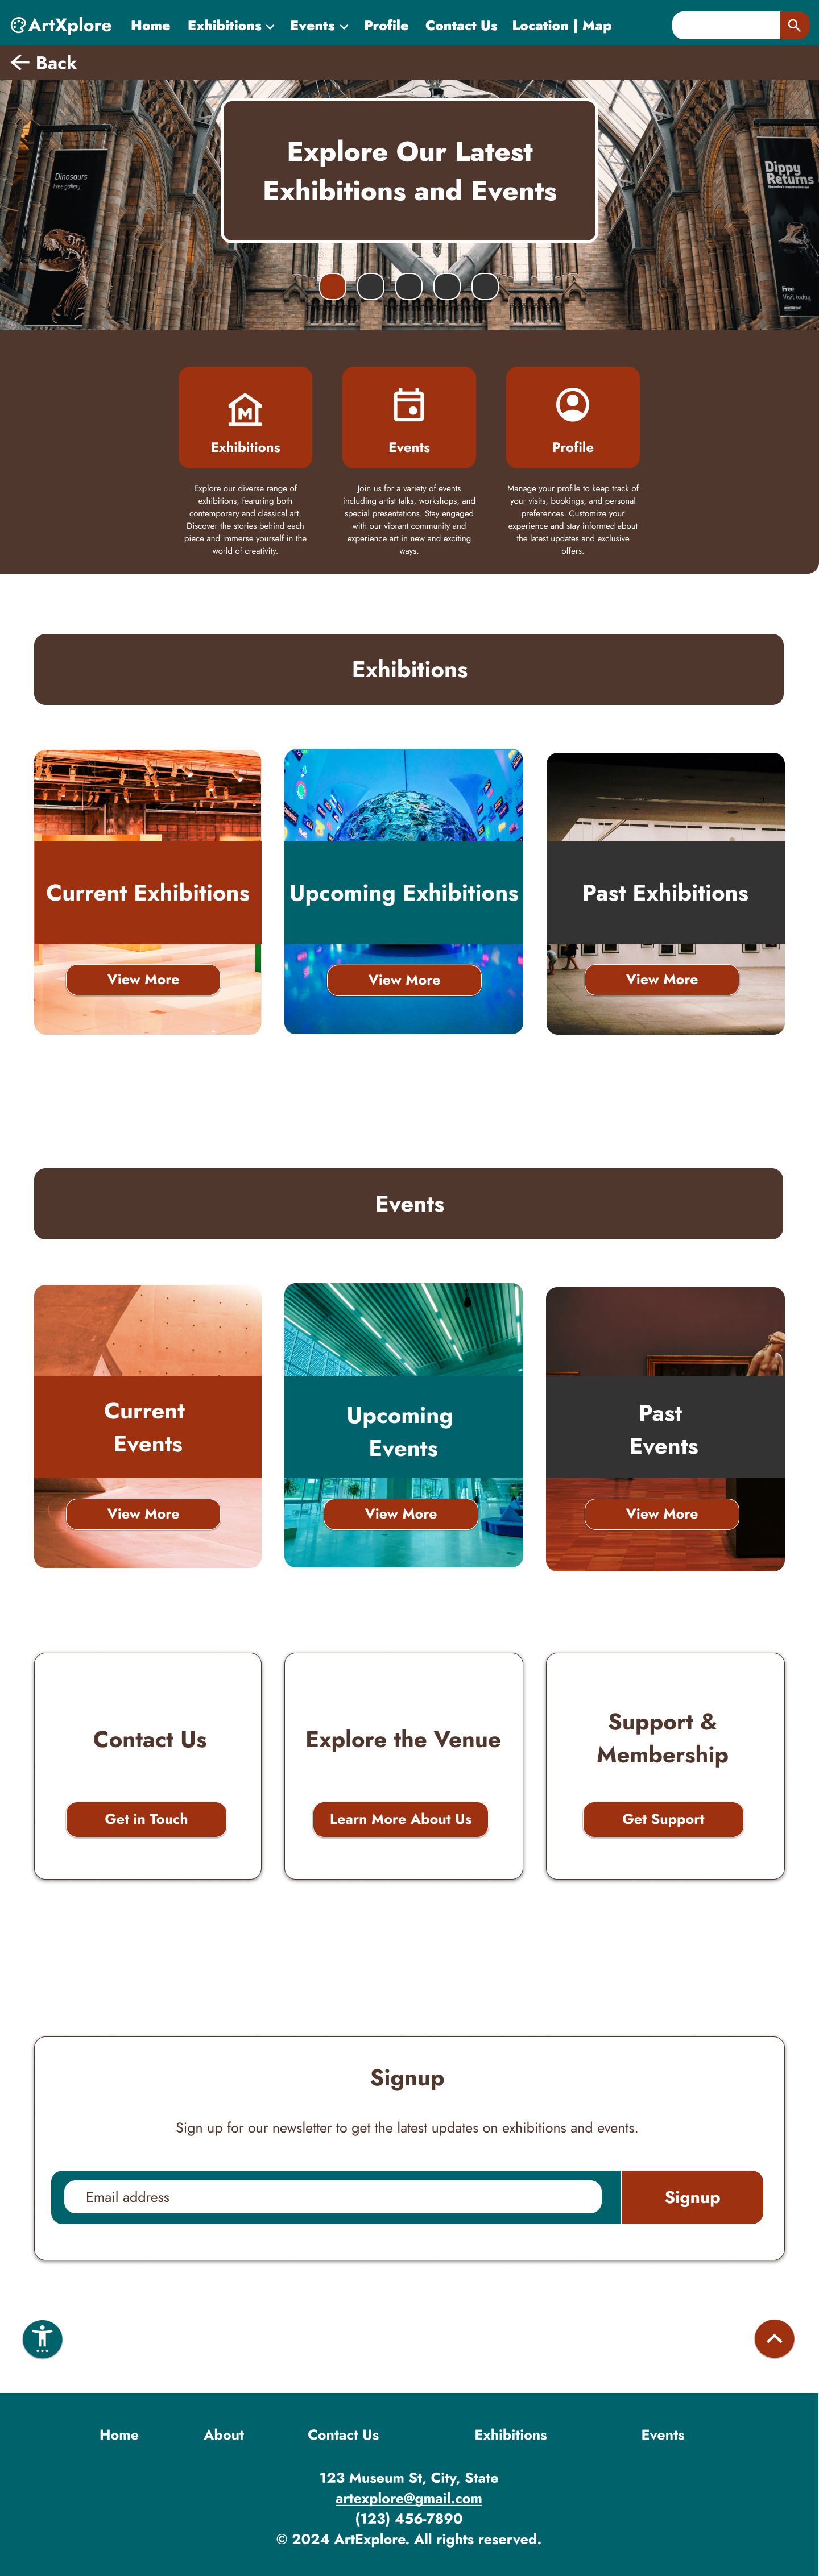 ArtXplore Home Exhibitions Events Profile Contact Us Location | Map
Back
Dinosaurs
Free gallery
Dippy
Returns
Free
Visit today
Explore Our Latest
Exhibitions and Events
M
Exhibitions
Explore our diverse range of
exhibitions, featuring both
contemporary and classical art.
Discover the stories behind each
piece and immerse yourself in the
world of creativity.
Events
Join us for a variety of events
including artist talks, workshops, and
special presentations. Stay engaged
with our vibrant community and
experience art in new and exciting
ways.
Profile
Manage your profile to keep track of
your visits, bookings, and personal
preferences. Customize your
experience and stay informed about
the latest updates and exclusive
offers.
Exhibitions
Current Exhibitions
View More
Upcoming Exhibitions
View More
Past Exhibitions
View More
Events
Current
Events
View More
Upcoming
Events
View More
Past
Events
View More
Contact Us
Get in Touch
Explore the Venue
Learn More About Us
Support &
Membership
Get Support
Signup
Sign up for our newsletter to get the latest updates on exhibitions and events.
Email address
Signup
Home About Contact Us Exhibitions Events
123 Museum St, City, State
artexplore@gmail.com
(123) 456-7890
© 2024 ArtExplore. All rights reserved.